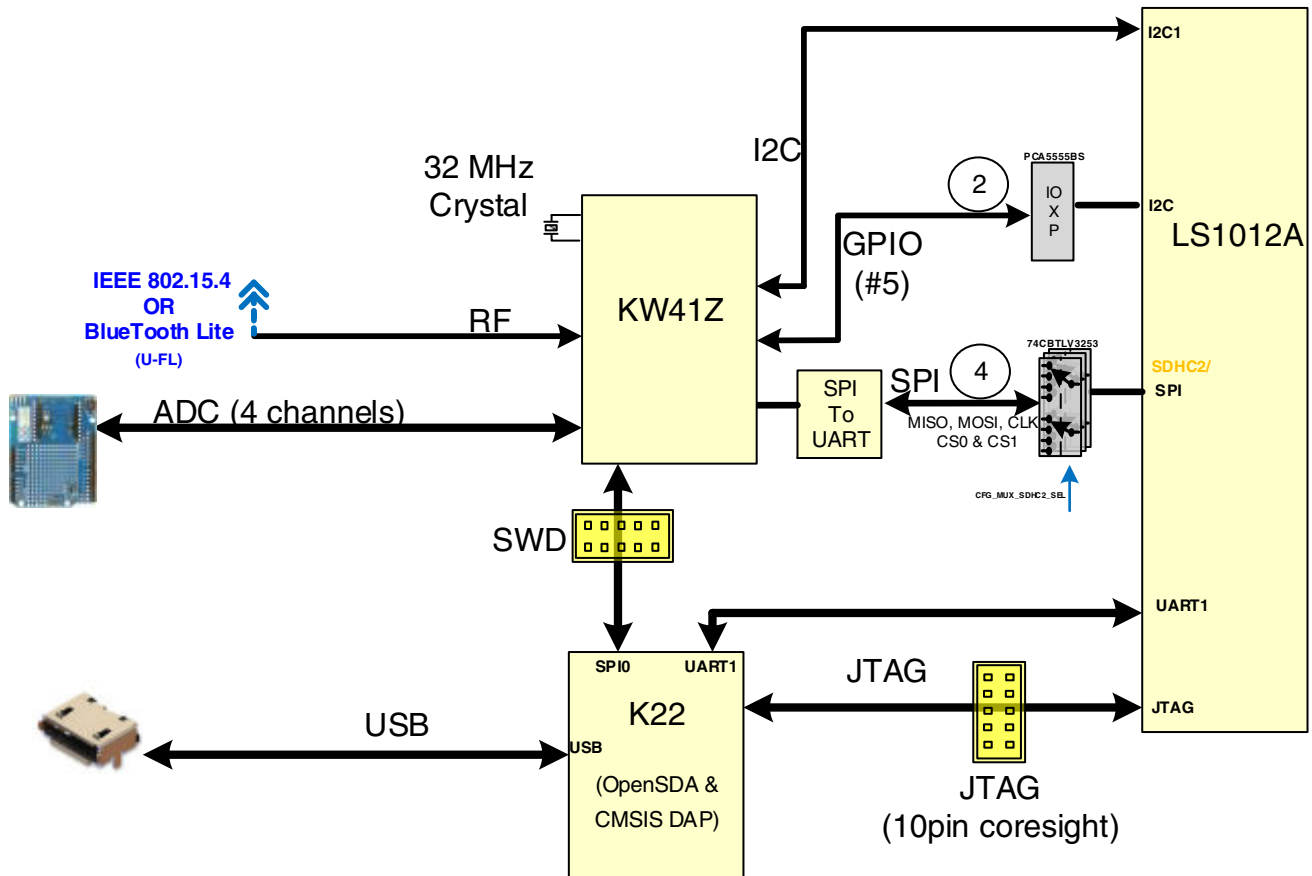 I2C1
I2C
32 MHz
Crystal
PCA5555BS
2
IO
X
P
I2C
LS1012A
GPIO
(#5)
IEEE 802.15.4
OR
BlueTooth Lite
(U-FL)
RF
KW41Z
74CBTLV3253
SDHC2/
SPI
SPI
4
SPI
To
UART
MISO, MOSI, CLK
CS0 & CS1
ADC (4 channels)
CFG_MUX_SDHC2_SEL
SWD
UART1
SPI0
UART1
JTAG
K22
JTAG
USB
USB
(OpenSDA &
CMSIS DAP)
JTAG
(10pin coresight)